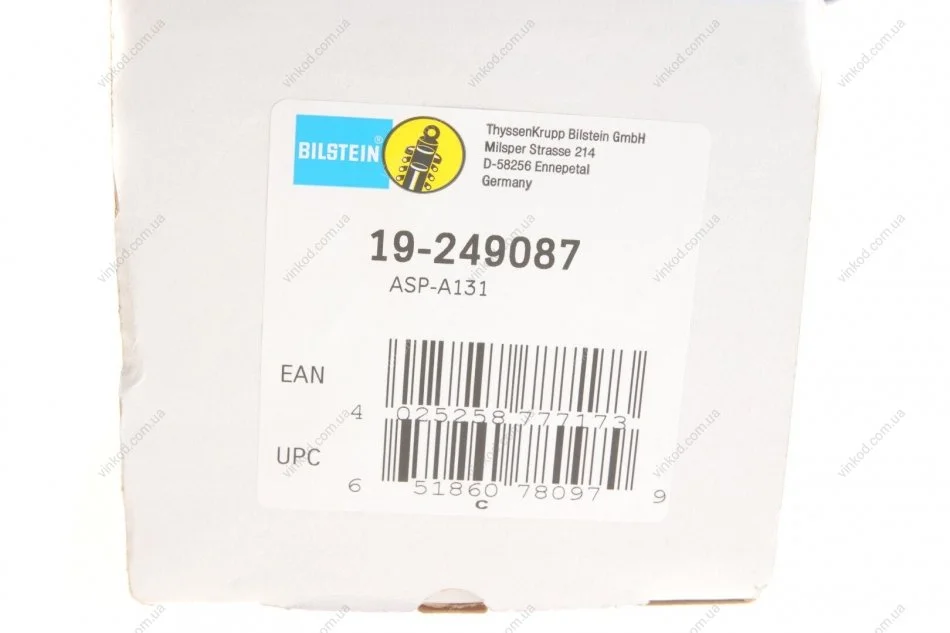 BILSTEIN®
ThyssenKrupp Bilstein GmbH
Milsper Strasse 214
D-58256 Ennepetal
Germany
19-249087
ASP-A131
EAN
4 025258 777173
UPC
6 51860 78097 9
C
vinkod.com.ua